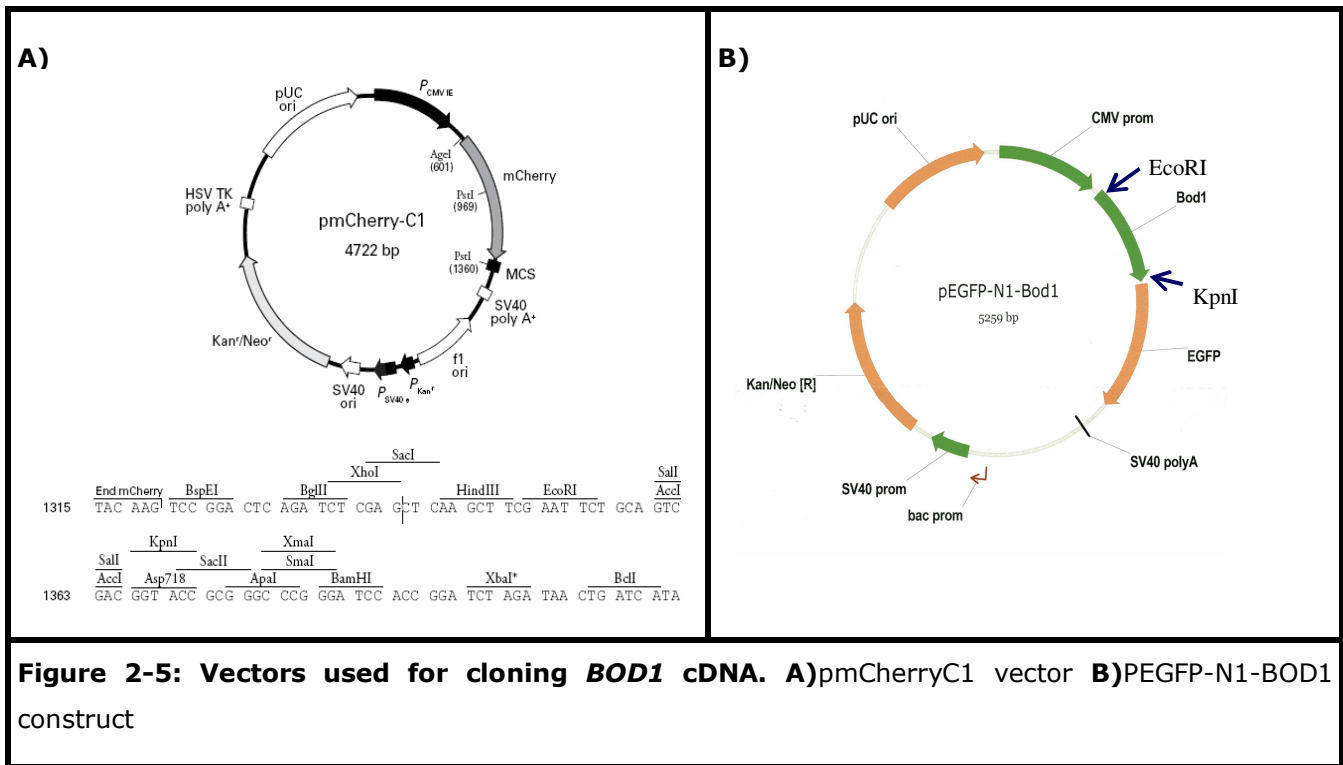 A)
pUC
ori
P CMV IE
AgeI
(601)
mCherry
PstI
(969)
HSV TK
poly A+
pmCherry-C1
4722 bp
PstI
(1360)
MCS
SV40
poly A+
Kanr/Neor
f1
ori
SV40
ori
P SV40 e
P Kanr
SacI
XhoI
SalI
End mCherry BspEI BglII HindIII EcoRI AccI
1315 TAC AAG TCC GGA CTC AGA TCT CGA GCT CAA GCT TCG AAT TCT GCA GTC
KpnI XmaI
SalI SacII SmaI
AccI Asp718 ApaI BamHI XbaI* BclI
1363 GAC GGT ACC GCG GGC CCG GGA TCC ACC GGA TCT AGA TAA CTG ATC ATA
B)
pUC ori
CMV prom
EcoRI
Bod1
pEGFP-N1-Bod1
5259 bp
KpnI
EGFP
Kan/Neo [R]
SV40 polyA
SV40 prom
bac prom
Figure 2-5: Vectors used for cloning BOD1 cDNA. A)pmCherryC1 vector B)PEGFP-N1-BOD1
construct